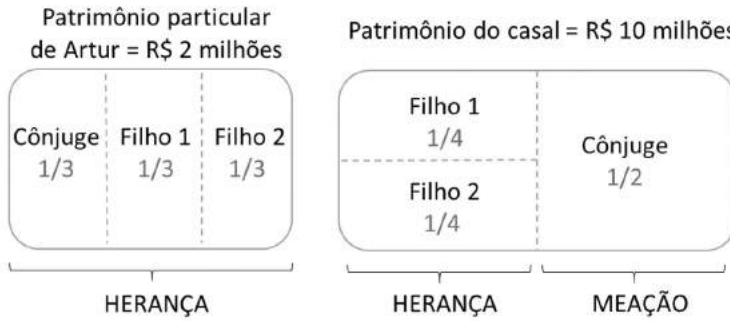 Patrimônio particular
de Artur = R$ 2 milhões
Cônjuge Filho 1 Filho 2
1/3 1/3 1/3
HERANÇA
Patrimônio do casal = R$ 10 milhões
Filho 1
1/4
Filho 2
1/4
Cônjuge
1/2
HERANÇA MEAÇÃO